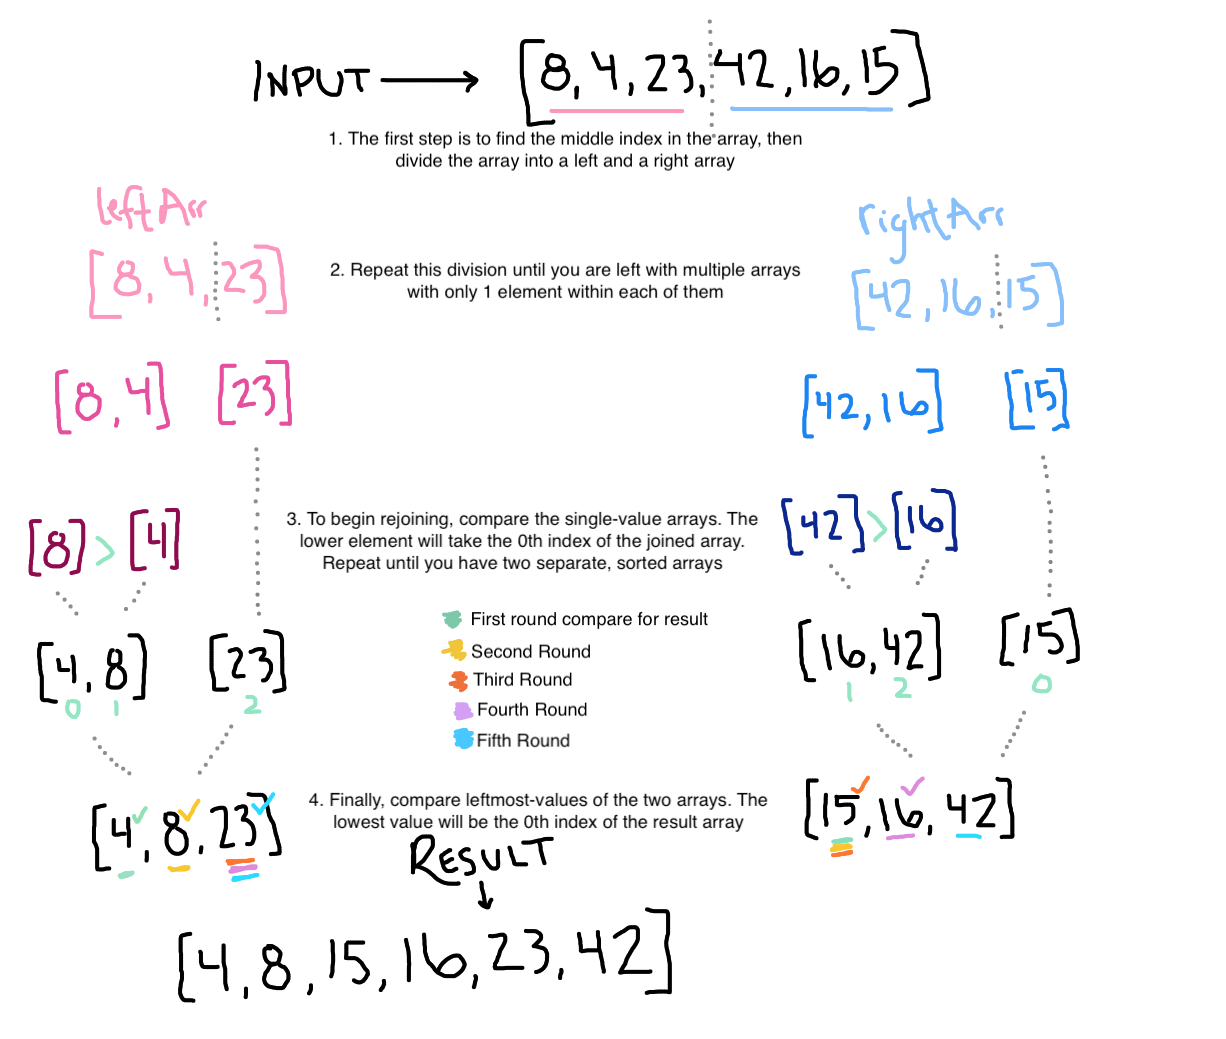 INPUT → [8, 4, 23, 42, 16, 15]
1. The first step is to find the middle index in the array, then
divide the array into a left and a right array
leftArr
rightArr
[8, 4, 23]
2. Repeat this division until you are left with multiple arrays
with only 1 element within each of them
[42, 16, 15]
[8, 4] [23]
[42, 16] [15]
[8] > [4]
3. To begin rejoining, compare the single-value arrays. The
lower element will take the 0th index of the joined array.
Repeat until you have two separate, sorted arrays
[42] > [16]
First round compare for result
Second Round
Third Round
Fourth Round
Fifth Round
[4, 8] [23]
0 1 2
[16, 42] [15]
1 2 0
[4, 8, 23]
4. Finally, compare leftmost-values of the two arrays. The
lowest value will be the 0th index of the result array
[15, 16, 42]
RESULT
↓
[4, 8, 15, 16, 23, 42]